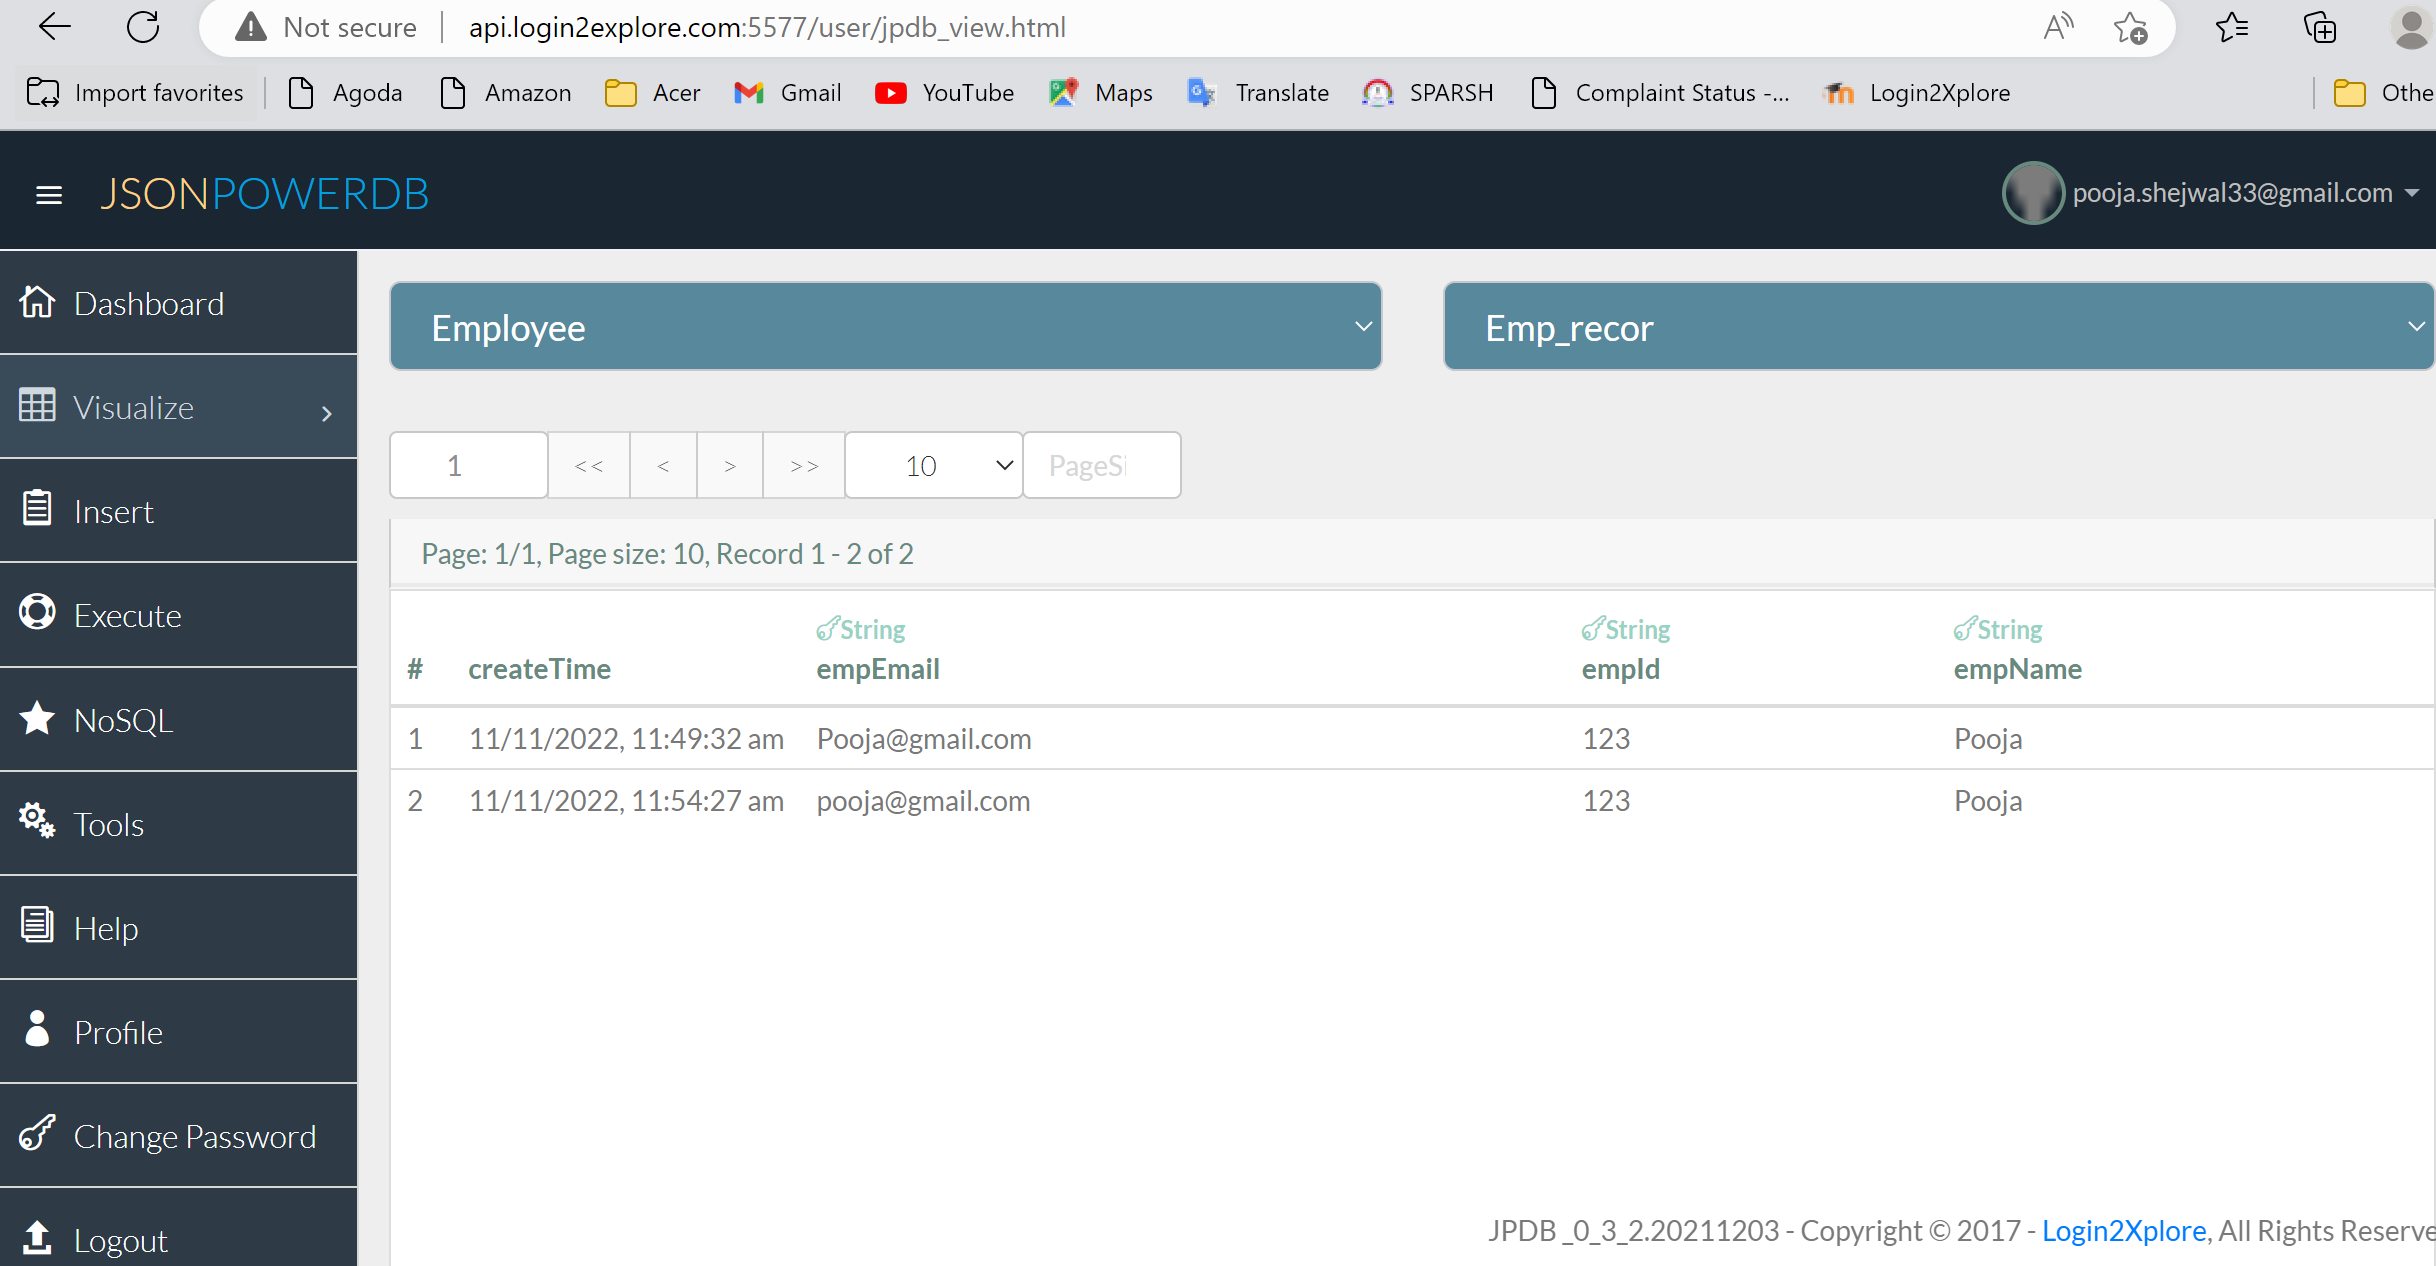 Not secure api.login2explore.com:5577/user/jpdb_view.html
Import favorites Agoda Amazon Acer Gmail YouTube Maps Translate SPARSH Complaint Status -... Login2Xplore Othe
JSONPOWERDB pooja.shejwal33@gmail.com
Dashboard
Visualize
Insert
Execute
NoSQL
Tools
Help
Profile
Change Password
Logout
Employee Emp_recor
1 << < > >> 10 PageSi
Page: 1/1, Page size: 10, Record 1 - 2 of 2
String String String
# createTime empEmail empId empName
1 11/11/2022, 11:49:32 am Pooja@gmail.com 123 Pooja
2 11/11/2022, 11:54:27 am pooja@gmail.com 123 Pooja
JPDB_0_3_2.20211203 - Copyright © 2017 - Login2Xplore, All Rights Reserve